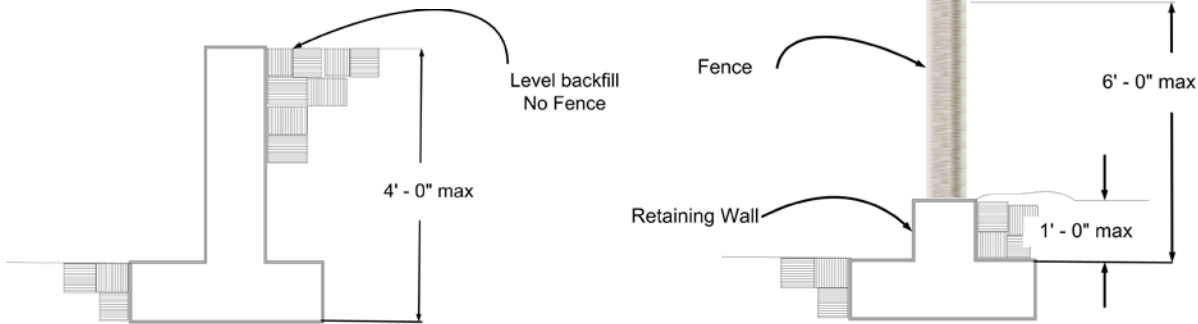 Level backfill
No Fence
4' - 0" max
Fence
6' - 0" max
Retaining Wall
1' - 0" max